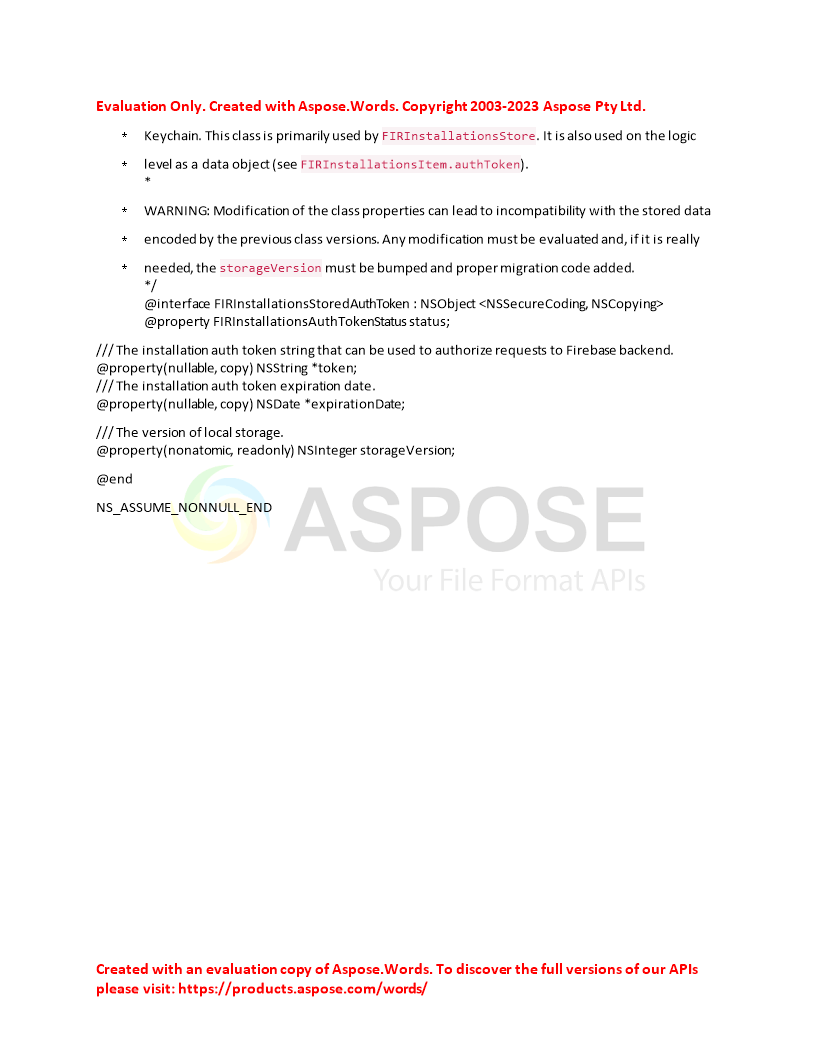 Evaluation Only. Created with Aspose.Words. Copyright 2003-2023 Aspose Pty Ltd.
* Keychain. This class is primarily used by FIRInstallationsStore. It is also used on the logic
* level as a data object (see FIRInstallationsItem.authToken).
*
* WARNING: Modification of the class properties can lead to incompatibility with the stored data
* encoded by the previous class versions. Any modification must be evaluated and, if it is really
* needed, the storageVersion must be bumped and proper migration code added.
*/
@interface FIRInstallationsStoredAuthToken : NSObject <NSSecureCoding, NSCopying>
@property FIRInstallationsAuthTokenStatus status;
/// The installation auth token string that can be used to authorize requests to Firebase backend.
@property(nullable, copy) NSString *token;
/// The installation auth token expiration date.
@property(nullable, copy) NSDate *expirationDate;
/// The version of local storage.
@property(nonatomic, readonly) NSInteger storageVersion;
@end
NS_ASSUME_NONNULL_END
ASPOSE
Your File Format APIs
Created with an evaluation copy of Aspose.Words. To discover the full versions of our APIs
please visit: https://products.aspose.com/words/